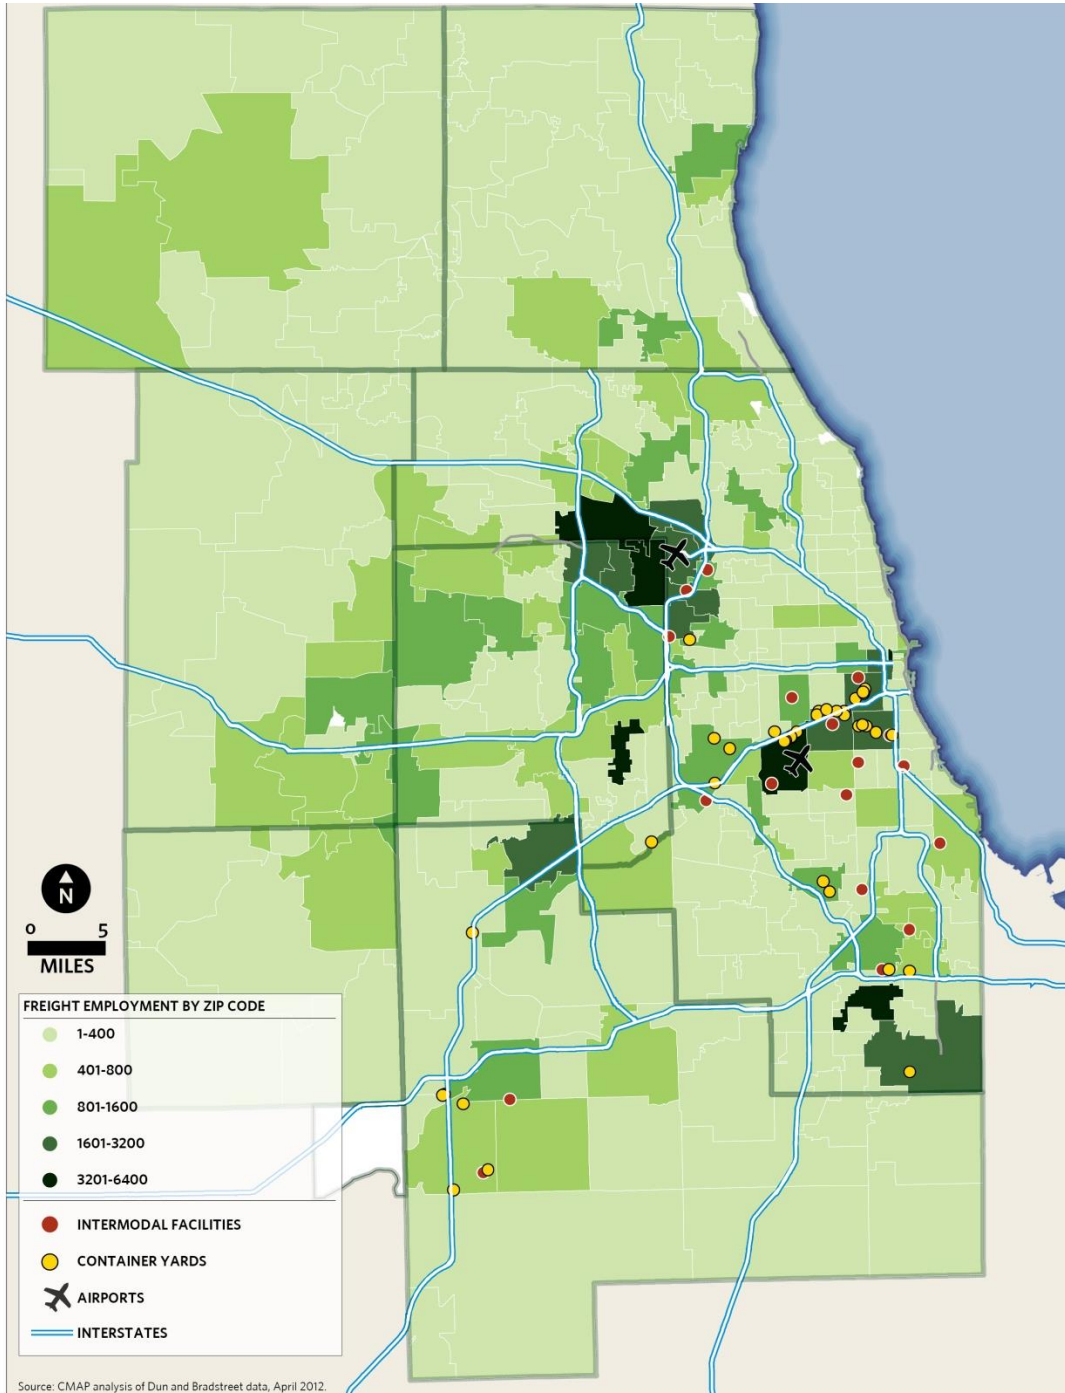 N
0 5
MILES
FREIGHT EMPLOYMENT BY ZIP CODE
1-400
401-800
801-1600
1601-3200
3201-6400
INTERMODAL FACILITIES
CONTAINER YARDS
AIRPORTS
INTERSTATES
Source: CMAP analysis of Dun and Bradstreet data, April 2012.